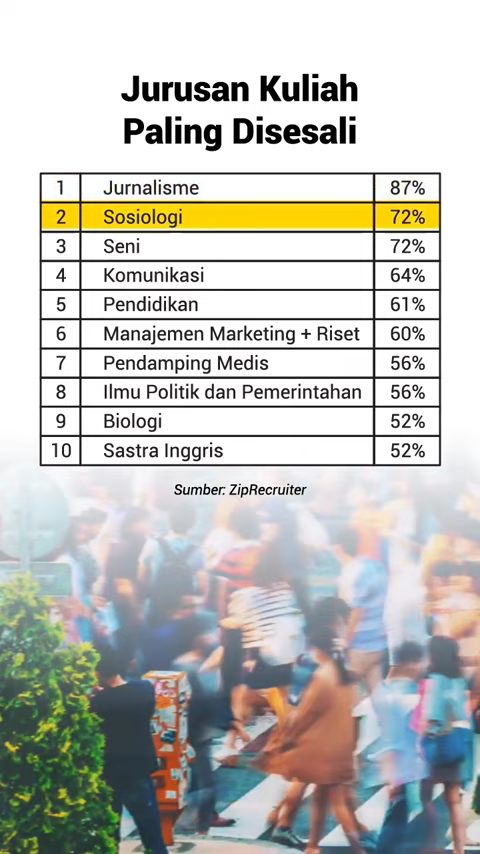 Jurusan Kuliah
Paling Disesali
1 Jurnalisme 87%
2 Sosiologi 72%
3 Seni 72%
4 Komunikasi 64%
5 Pendidikan 61%
6 Manajemen Marketing + Riset 60%
7 Pendamping Medis 56%
8 Ilmu Politik dan Pemerintahan 56%
9 Biologi 52%
10 Sastra Inggris 52%
Sumber: ZipRecruiter